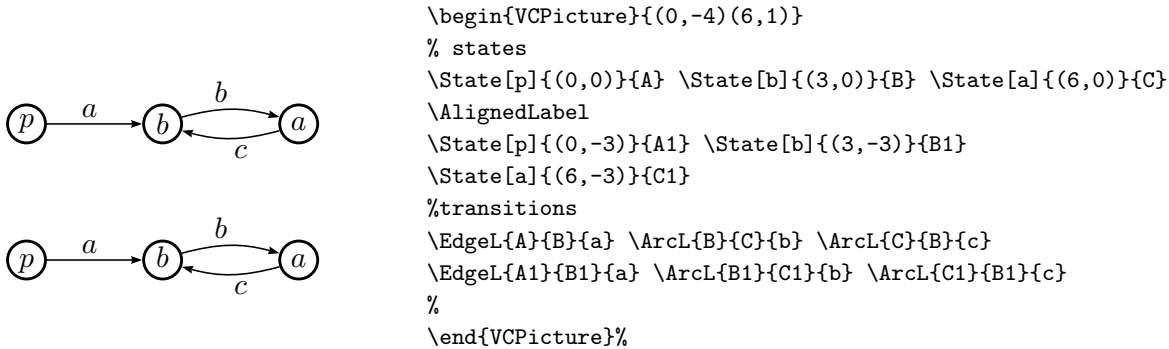 \begin{VCPicture}{(0,-4)(6,1)}
% states
\State[p]{(0,0)}{A} \State[b]{(3,0)}{B} \State[a]{(6,0)}{C}
\AlignedLabel
\State[p]{(0,-3)}{A1} \State[b]{(3,-3)}{B1}
\State[a]{(6,-3)}{C1}
%transitions
\EdgeL{A}{B}{a} \ArcL{B}{C}{b} \ArcL{C}{B}{c}
\EdgeL{A1}{B1}{a} \ArcL{B1}{C1}{b} \ArcL{C1}{B1}{c}
%
\end{VCPicture}%
b
a
p b a
c
b
a
p b a
c